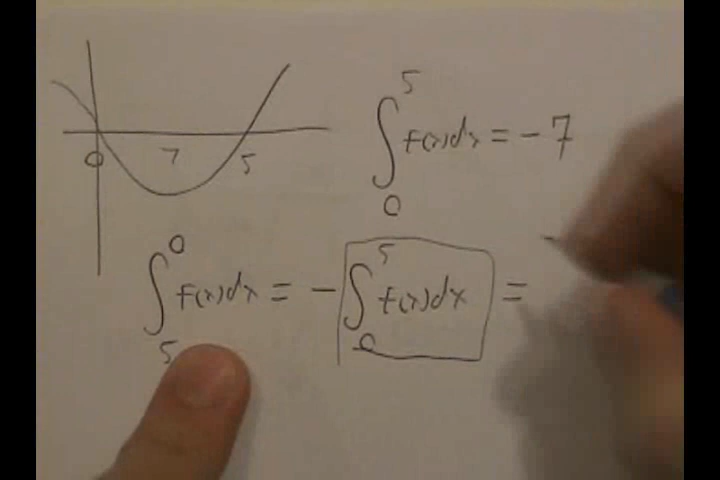 0 7 5
∫₀⁵ f(x)dx = -7
∫₅⁰ f(x)dx = -∫₀⁵ f(x)dx = -